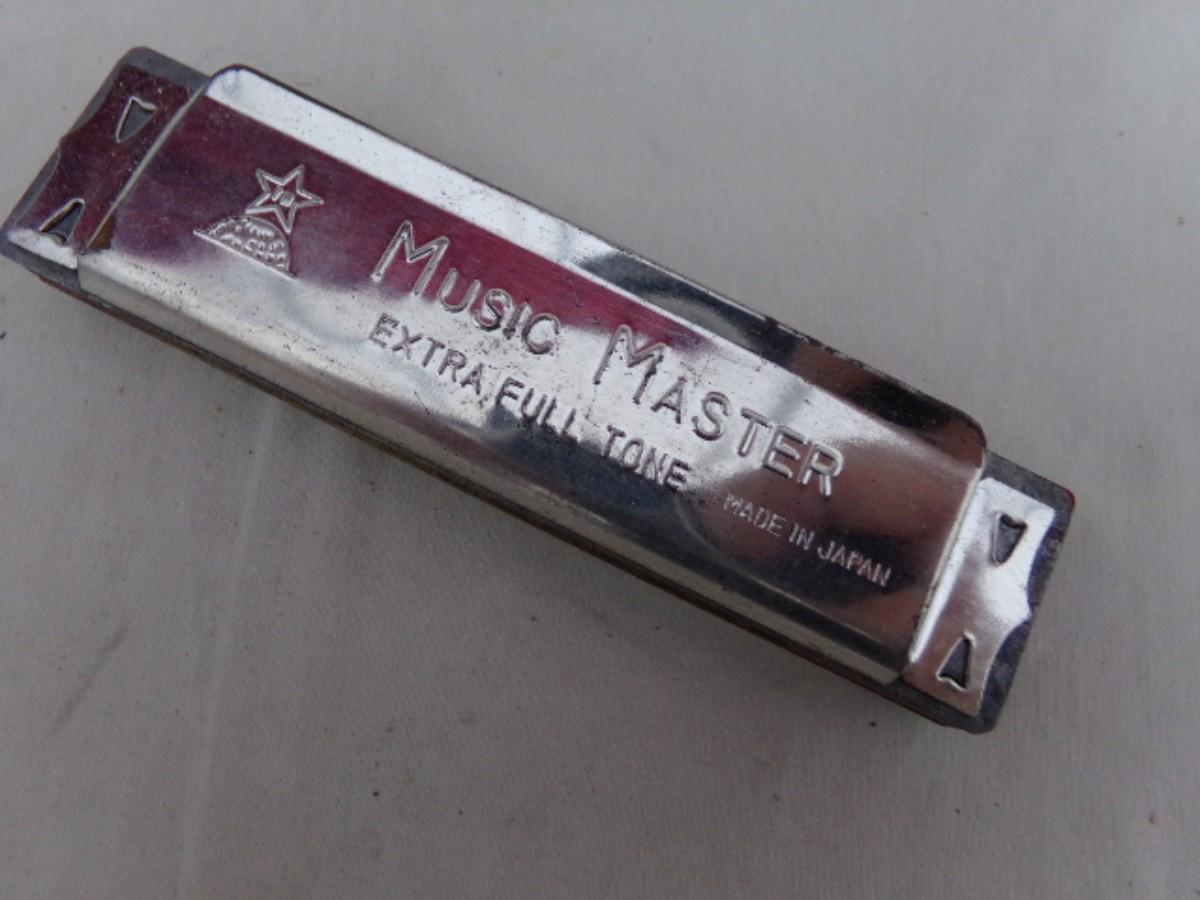 MUSIC MASTER
EXTRA FULL TONE
MADE IN JAPAN